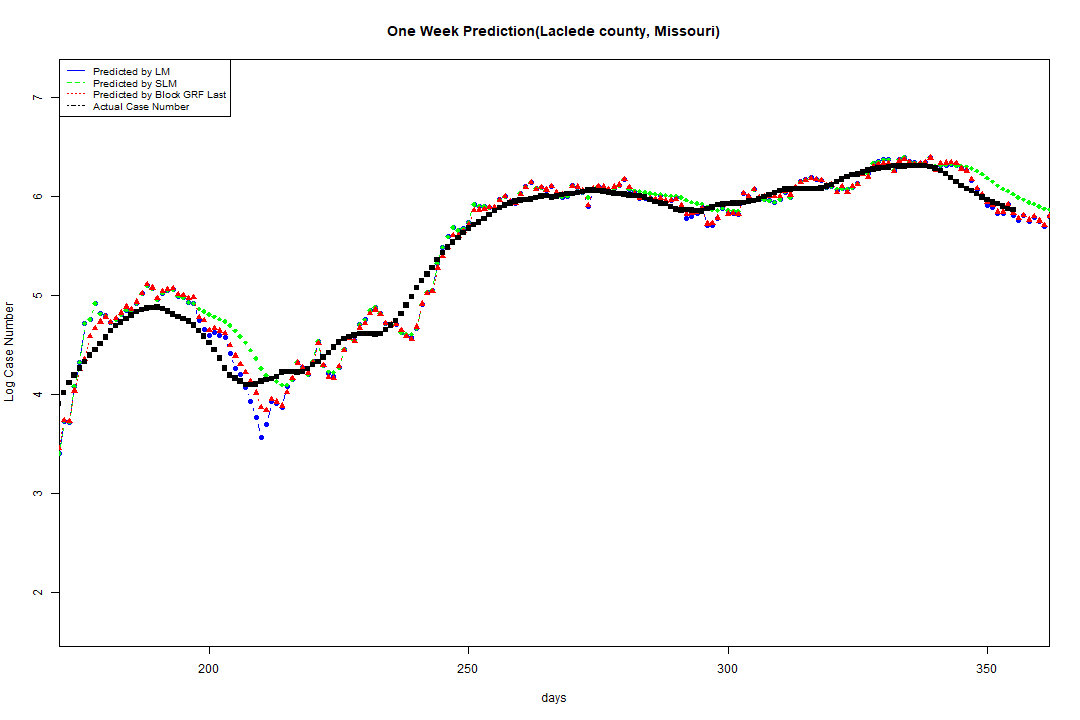 One Week Prediction(Laclede county, Missouri)
Predicted by LM
Predicted by SLM
Predicted by Block GRF Last
Actual Case Number
7
6
5
4
3
2
Log Case Number
200
250
300
350
days